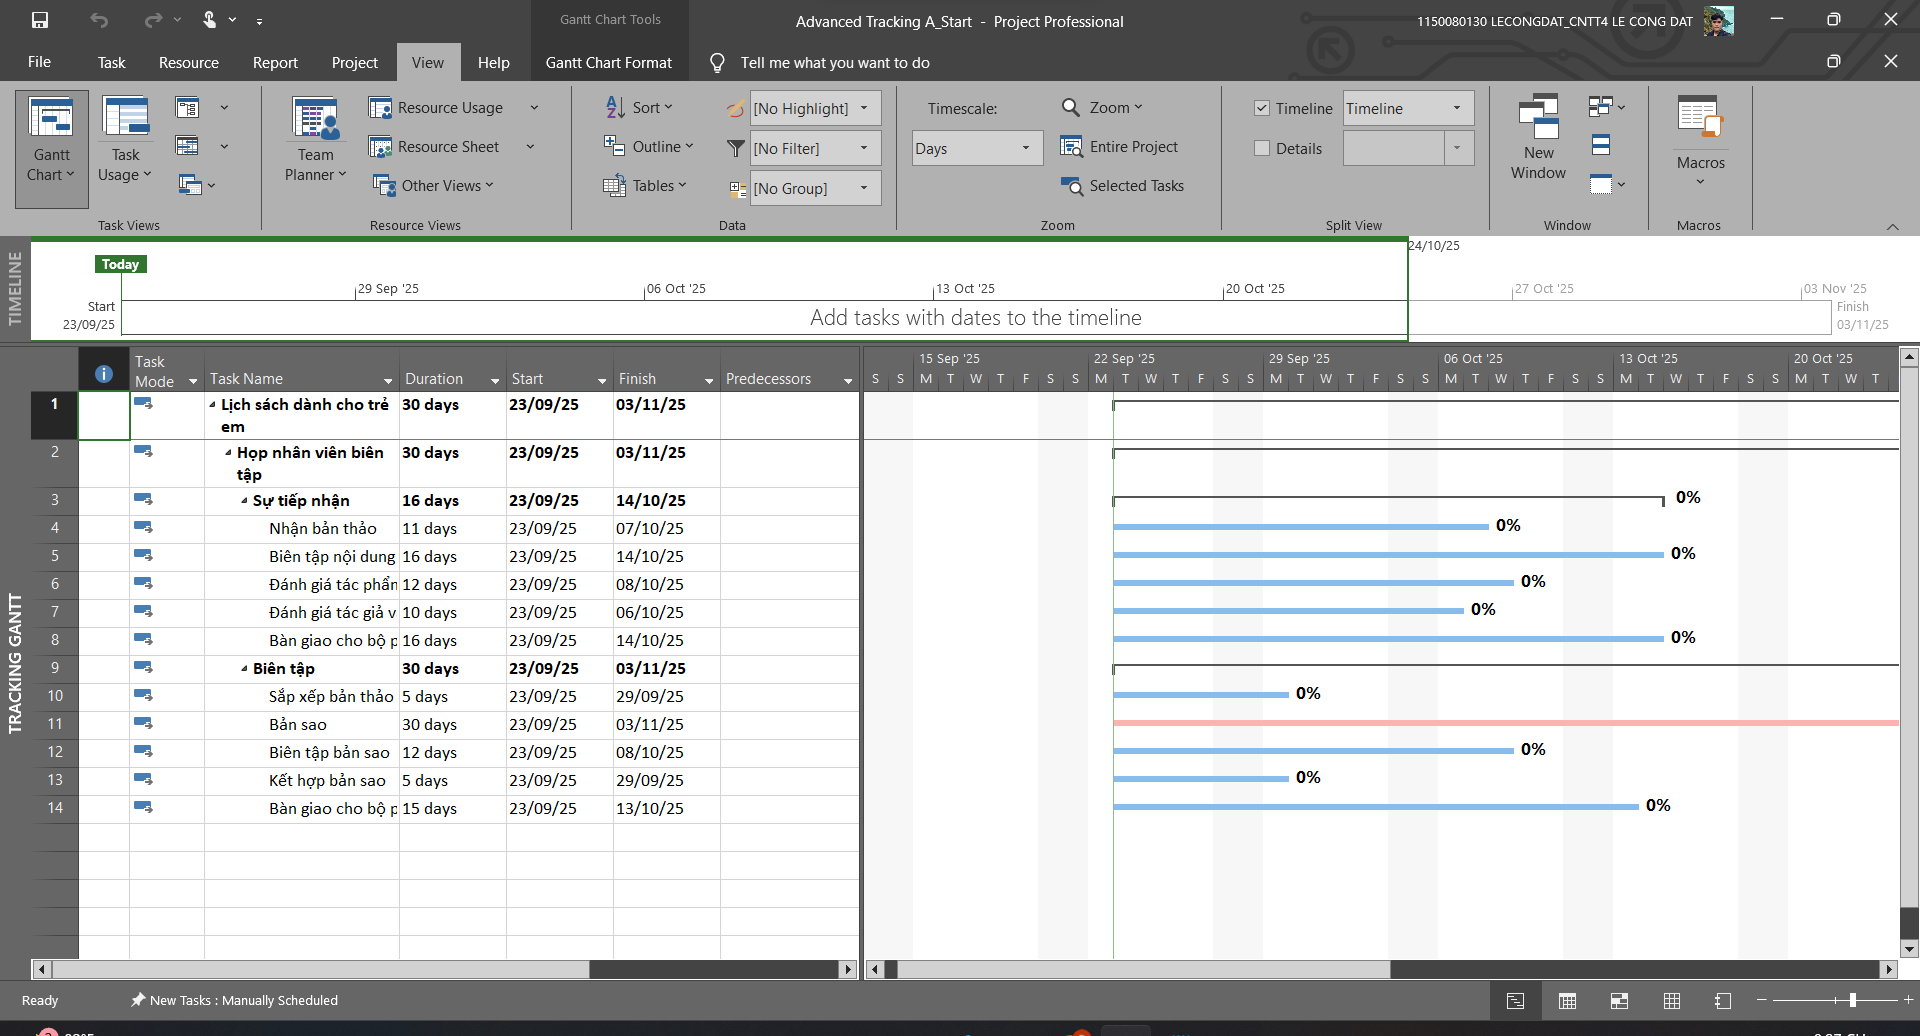 Gantt Chart Tools
Advanced Tracking A_Start - Project Professional
1150080130 LECONGDAT_CNTT4 LE CONG DAT
File Task Resource Report Project View Help Gantt Chart Format Tell me what you want to do
Gantt Chart
Task Usage
Task Views
Team Planner
Resource Usage
Resource Sheet
Other Views
Resource Views
Sort
Outline
Tables
[No Highlight]
[No Filter]
[No Group]
Data
Timescale:
Days
Zoom
Entire Project
Selected Tasks
Zoom
Timeline Timeline
Details
Split View
New Window
Window
Macros
Macros
TIMELINE
Today
24/10/25
29 Sep '25 06 Oct '25 13 Oct '25 20 Oct '25 27 Oct '25 03 Nov '25
Start
23/09/25
Add tasks with dates to the timeline
Finish
03/11/25
TRACKING GANTT
Task Mode Task Name Duration Start Finish Predecessors
15 Sep '25 22 Sep '25 29 Sep '25 06 Oct '25 13 Oct '25 20 Oct '25
S S M T W T F S S M T W T F S S M T W T F S S M T W T F S S M T W T F S S M T W T
1 Lịch sách dành cho trẻ em 30 days 23/09/25 03/11/25
2 Họp nhân viên biên tập 30 days 23/09/25 03/11/25
3 Sự tiếp nhận 16 days 23/09/25 14/10/25 0%
4 Nhận bản thảo 11 days 23/09/25 07/10/25 0%
5 Biên tập nội dung 16 days 23/09/25 14/10/25 0%
6 Đánh giá tác phẩn 12 days 23/09/25 08/10/25 0%
7 Đánh giá tác giả v 10 days 23/09/25 06/10/25 0%
8 Bàn giao cho bộ p 16 days 23/09/25 14/10/25 0%
9 Biên tập 30 days 23/09/25 03/11/25
10 Sắp xếp bản thảo 5 days 23/09/25 29/09/25 0%
11 Bản sao 30 days 23/09/25 03/11/25
12 Biên tập bản sao 12 days 23/09/25 08/10/25 0%
13 Kết hợp bản sao 5 days 23/09/25 29/09/25 0%
14 Bàn giao cho bộ p 15 days 23/09/25 13/10/25 0%
Ready New Tasks : Manually Scheduled